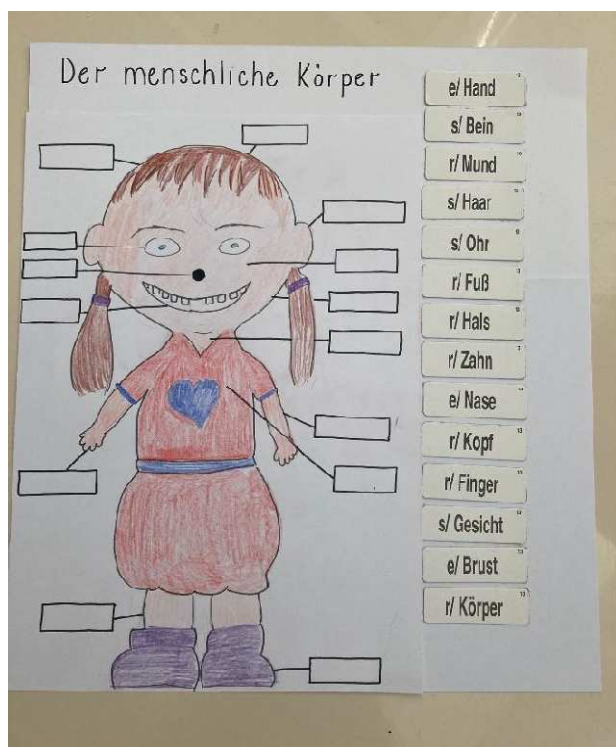 Der menschliche Körper
e/ Hand
s/ Bein
r/ Mund
s/ Haar
s/ Ohr
r/ Fuß
r/ Hals
r/ Zahn
e/ Nase
r/ Kopf
r/ Finger
s/ Gesicht
e/ Brust
r/ Körper